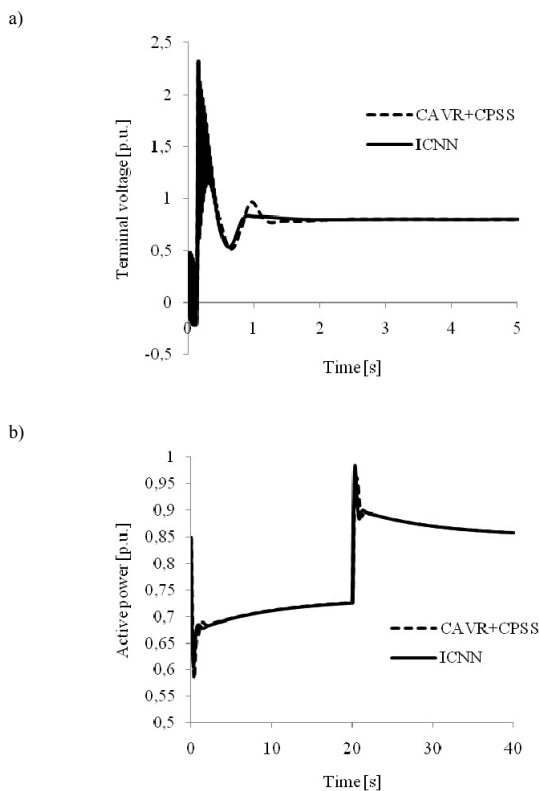 a)
2,5
2
1,5
1
0,5
0
-0,5
Terminal voltage [p.u.]
CAVR+CPSS
ICNN
0 1 2 3 4 5
Time [s]
b)
1
0,95
0,9
0,85
0,8
0,75
0,7
0,65
0,6
0,55
0,5
Active power [p.u.]
CAVR+CPSS
ICNN
0 10 20 30 40
Time [s]